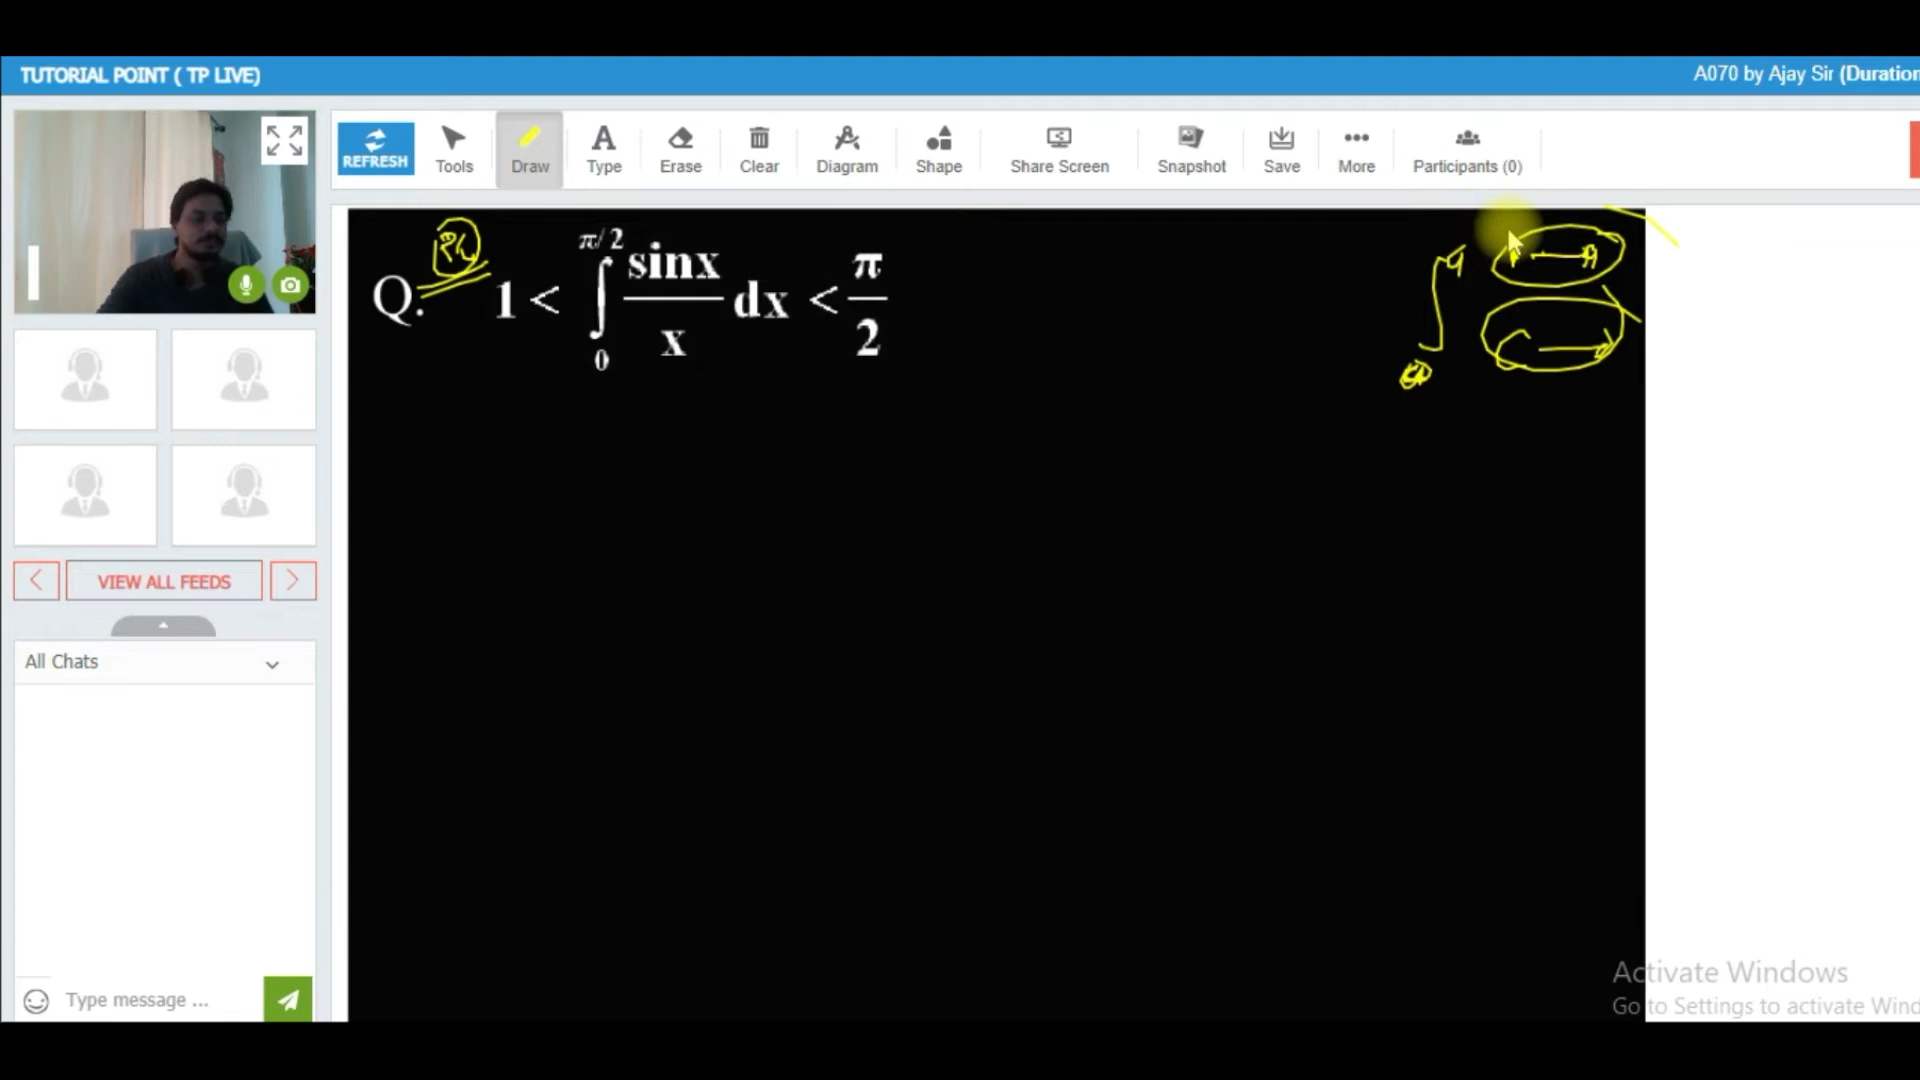 TUTORIAL POINT ( TP LIVE)
A070 by Ajay Sir (Duration
REFRESH
Tools
Draw
Type
Erase
Clear
Diagram
Shape
Share Screen
Snapshot
Save
More
Participants (0)
Q. 1 < ∫₀^{π/2} sinx/x dx < π/2
VIEW ALL FEEDS
All Chats
Type message ...
Activate Windows
Go to Settings to activate Wind